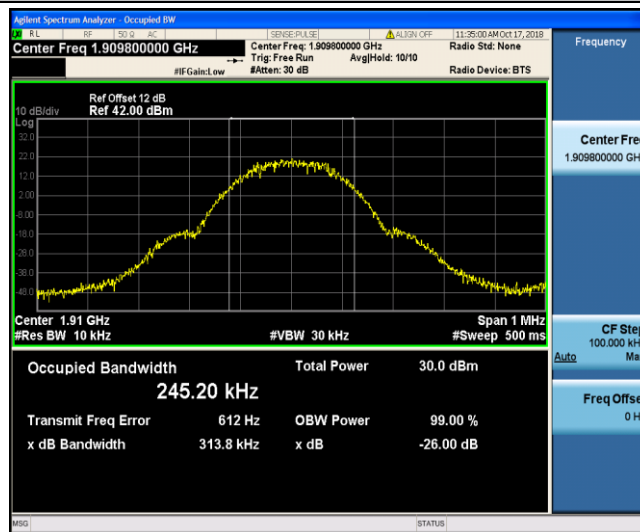 Agilent Spectrum Analyzer - Occupied BW
RL RF 50 Ω AC SENSE:PULSE ALIGN OFF 11:35:00 AM Oct 17, 2018
Center Freq 1.909800000 GHz
Center Freq: 1.909800000 GHz
Radio Std: None
Trig: Free Run Avg|Hold: 10/10
#IFGain:Low #Atten: 30 dB Radio Device: BTS
Ref Offset 12 dB
10 dB/div Ref 42.00 dBm
Log
32.0
22.0
12.0
2.00
-8.00
-18.0
-28.0
-38.0
-48.0
Center 1.91 GHz Span 1 MHz
#Res BW 10 kHz #VBW 30 kHz #Sweep 500 ms
Occupied Bandwidth Total Power 30.0 dBm
245.20 kHz
Transmit Freq Error 612 Hz OBW Power 99.00 %
x dB Bandwidth 313.8 kHz x dB -26.00 dB
MSG STATUS
Frequency
Center Fre
1.909800000 GH
CF Step
100.000 kH
Auto Ma
Freq Offse
0 H